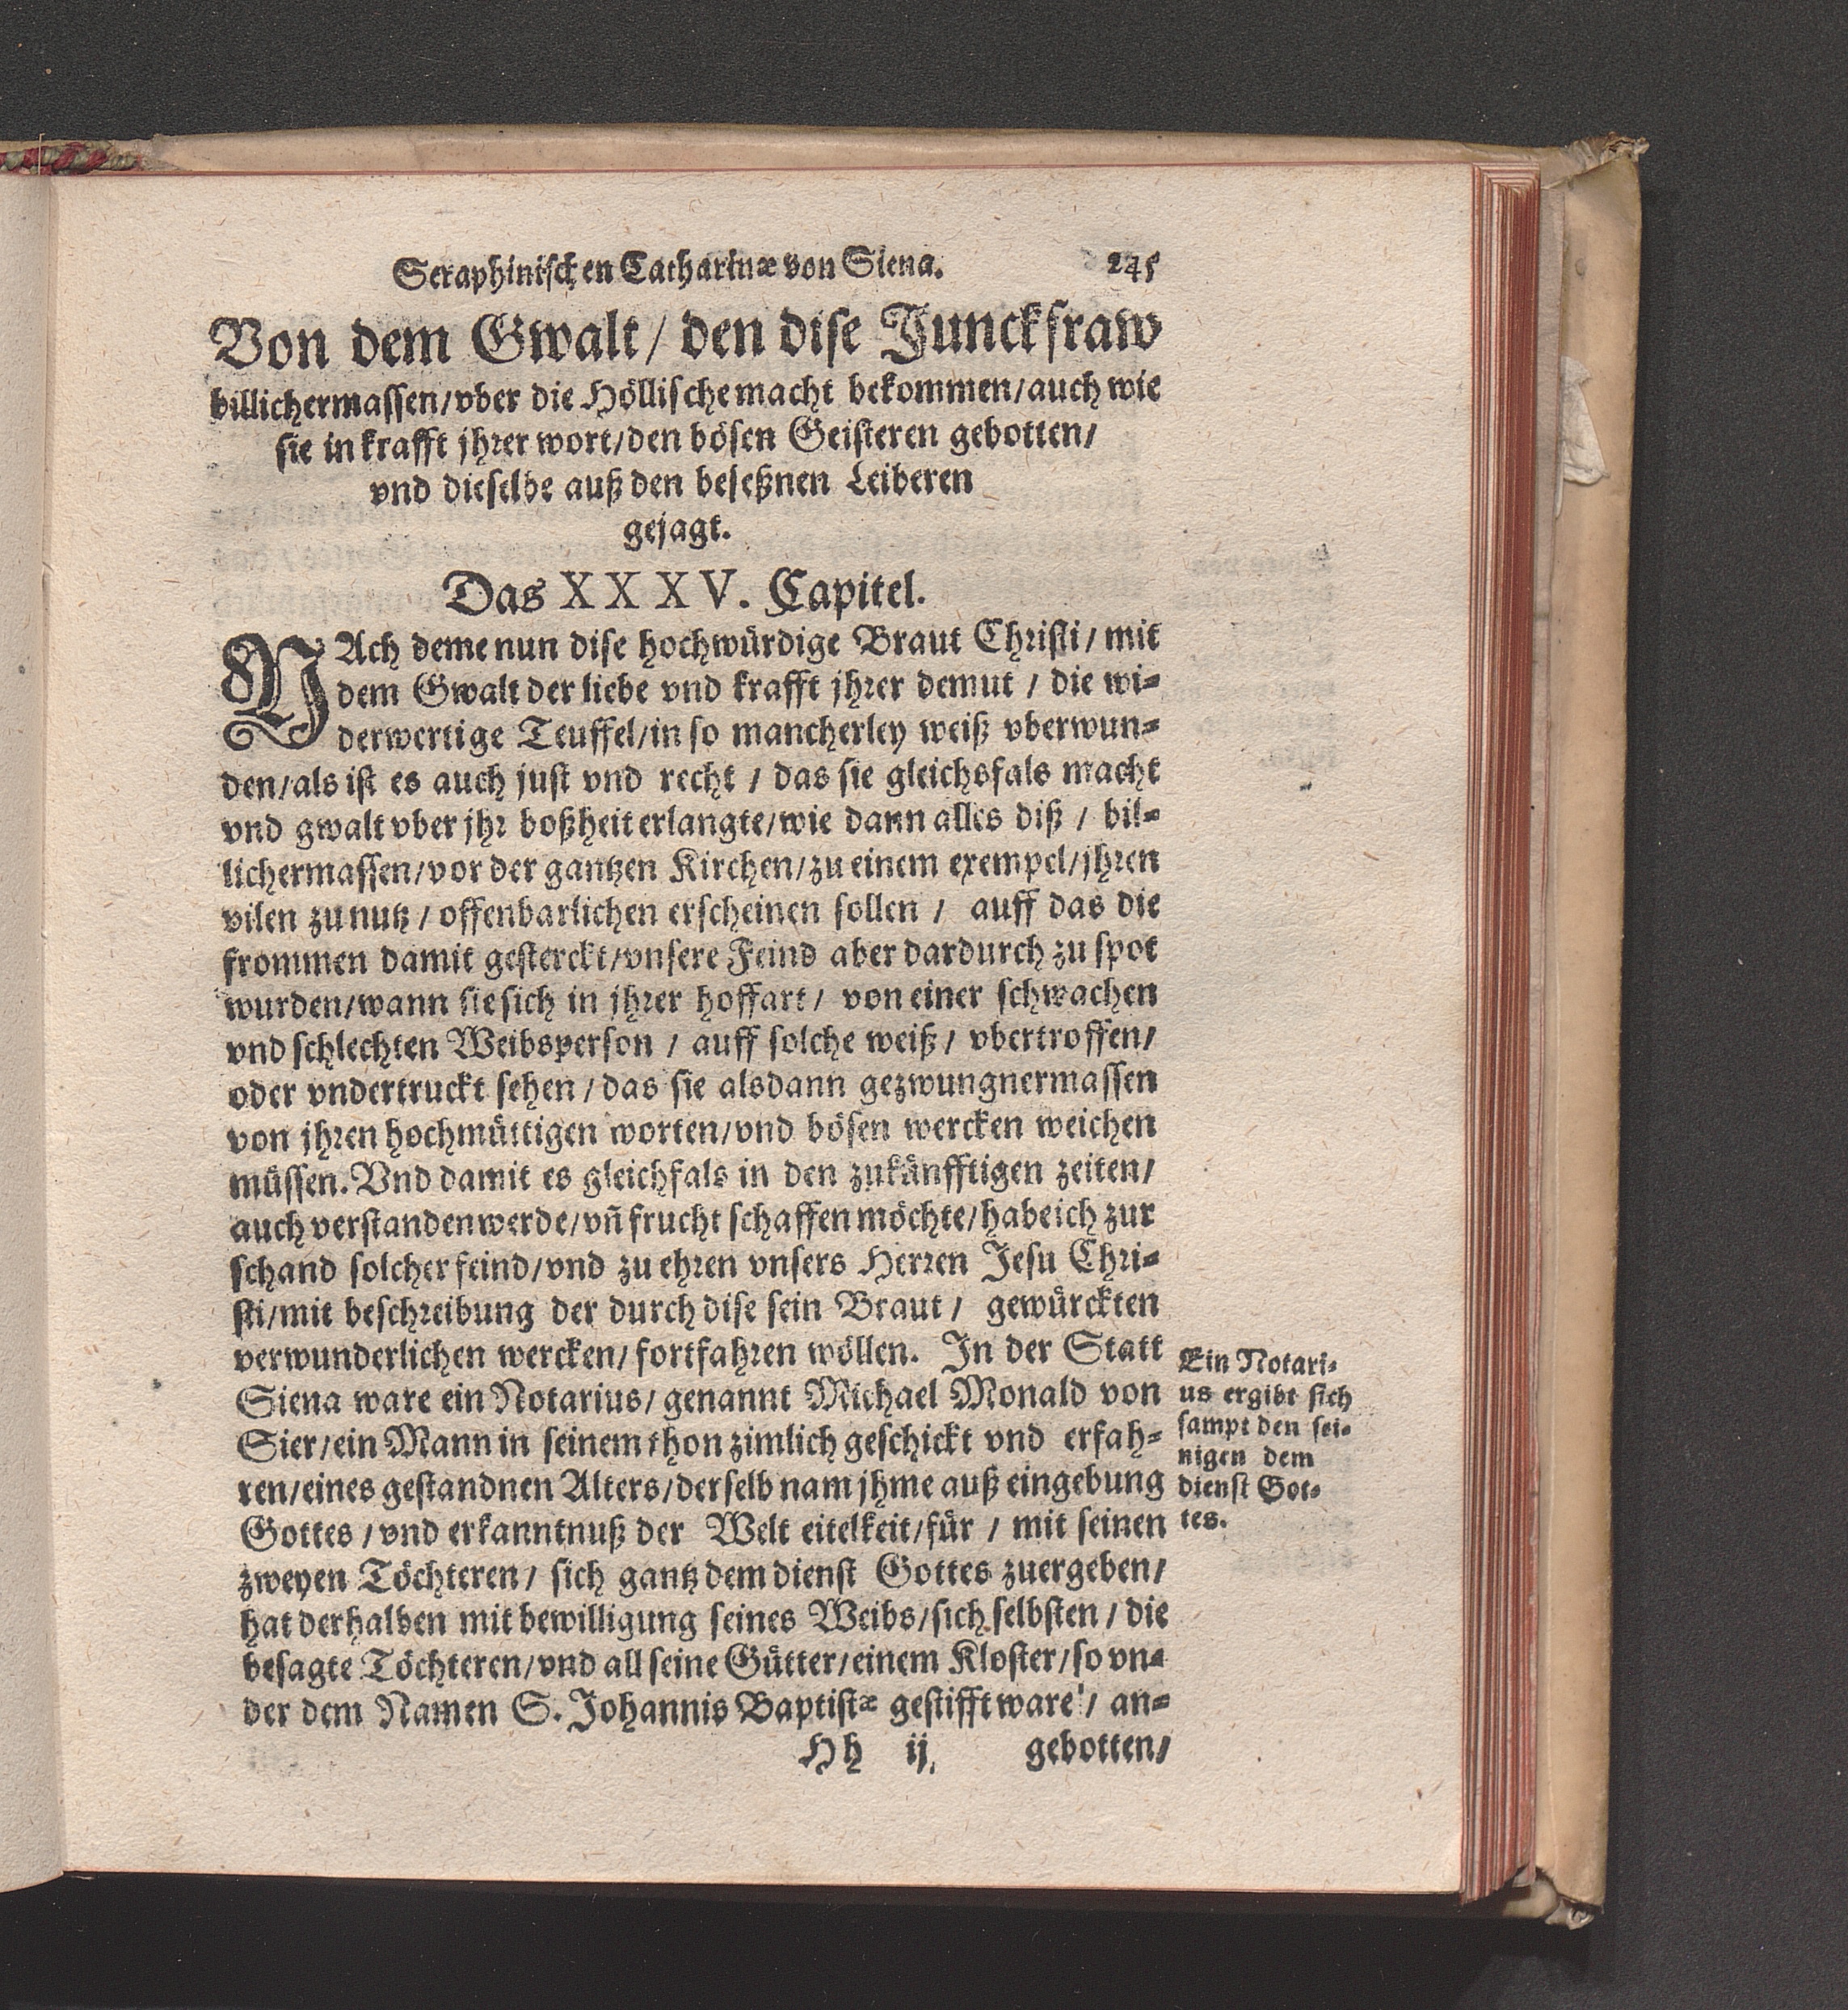 Seraphinischen Catharinæ von Siena. 245
Von dem Gwalt / den dise Junckfraw
billichermassen/vber die Höllische macht bekommen/auch wie
sie in krafft jhrer wort/den bösen Geisteren gebotten/
vnd dieselbe auß den beseßnen Leiberen
gejagt.
Das XXXV. Capitel.
NAch deme nun dise hochwürdige Braut Christi / mit
dem Gwalt der liebe vnd krafft jhrer demut / die wi-
derwertige Teuffel/in so mancherley weiß vberwun-
den/als ist es auch just vnd recht / das sie gleichsfals macht
vnd gwalt vber jhr boßheit erlangte/wie dann alles diß / bil-
lichermassen/vor der gantzen Kirchen/zu einem exempel/jhren
vilen zu nutz / offenbarlichen erscheinen sollen / auff das die
frommen damit gesterckt/vnsere Feind aber dardurch zu spot
wurden/wann sie sich in jhrer hoffart / von einer schwachen
vnd schlechten Weibsperson / auff solche weiß / vbertroffen/
oder vndertruckt sehen / das sie alsdann gezwungnermassen
von jhren hochmüttigen worten/vnd bösen wercken weichen
müssen. Vnd damit es gleichfals in den zukünfftigen zeiten/
auch verstanden werde/vñ frucht schaffen möchte/habe ich zur
schand solcher feind/vnd zu ehren vnsers Herren Jesu Chri-
sti/mit beschreibung der durch dise sein Braut / gewürckten
verwunderlichen wercken/fortfahren wöllen. In der Statt
Siena ware ein Notarius/ genannt Michael Monald von
Sier/ein Mann in seinem thon zimlich geschickt vnd erfah-
ren/eines gestandnen Alters/derselb nam jhme auß eingebung
Gottes / vnd erkanntnuß der Welt eitelkeit/für / mit seinen
zweyen Töchteren / sich gantz dem dienst Gottes zuergeben/
hat derhalben mit bewilligung seines Weibs/sich selbsten / die
besagte Töchteren/vnd all seine Gütter/einem Kloster/so vn-
der dem Namen S. Johannis Baptistæ gestifft ware / an-
Hh ij. gebotten/
Ein Notari-
us ergibt sich
sampt den sei-
nigen dem
dienst Got-
tes.